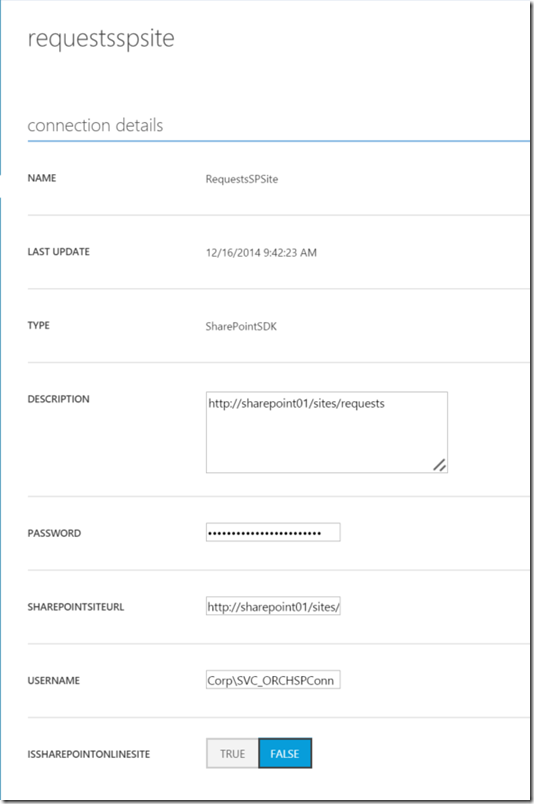 requestsspsite
connection details
NAME RequestsSPSite
LAST UPDATE 12/16/2014 9:42:23 AM
TYPE SharePointSDK
DESCRIPTION http://sharepoint01/sites/requests
PASSWORD ••••••••••••••••••••••••
SHAREPOINTSITEURL http://sharepoint01/sites/
USERNAME Corp\SVC_ORCHSPConn
ISSHAREPOINTONLINESITE TRUE FALSE